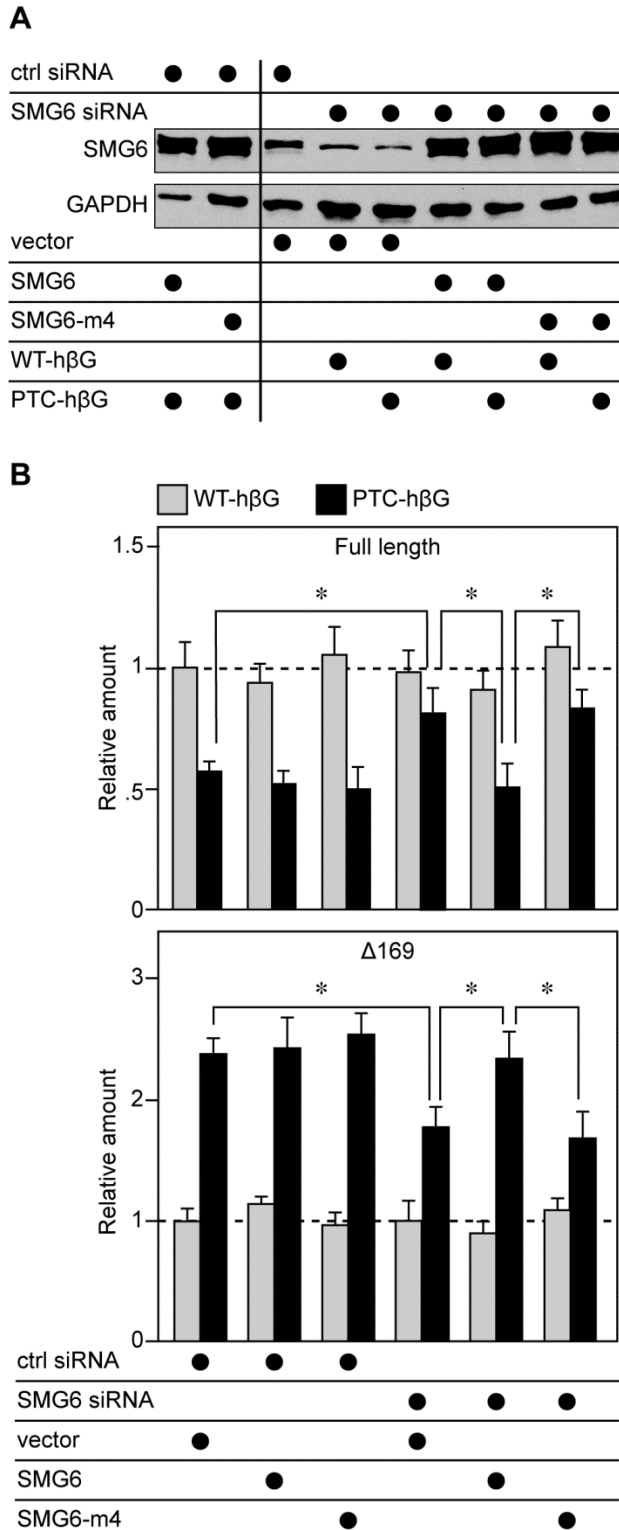 A
ctrl siRNA
SMG6 siRNA
SMG6
GAPDH
vector
SMG6
SMG6-m4
WT-hβG
PTC-hβG
B
WT-hβG PTC-hβG
Full length
1.5
* * *
1
Relative amount
.5
0
Δ169
3
* * *
2
Relative amount
1
0
ctrl siRNA
SMG6 siRNA
vector
SMG6
SMG6-m4